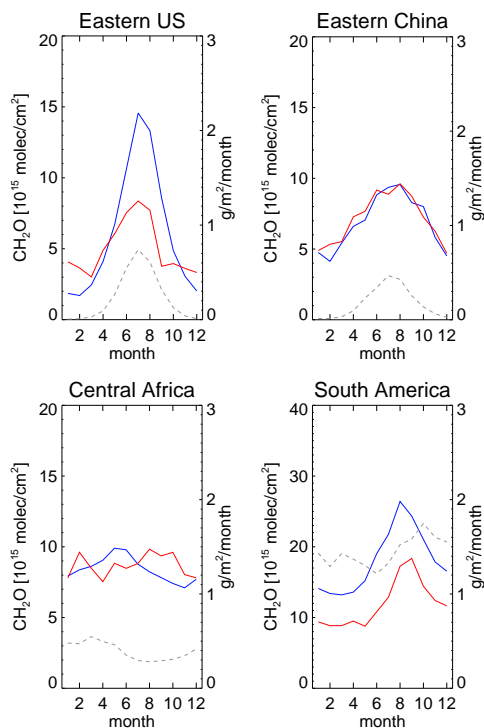 Eastern US
Eastern China
20
15
10
5
0
CH2O [10^15 molec/cm^2]
3
2
1
0
g/m^2/month
2 4 6 8 10 12
month
20
15
10
5
0
CH2O [10^15 molec/cm^2]
3
2
1
0
g/m^2/month
2 4 6 8 10 12
month
Central Africa
South America
20
15
10
5
0
CH2O [10^15 molec/cm^2]
3
2
1
0
g/m^2/month
2 4 6 8 10 12
month
40
30
20
10
0
CH2O [10^15 molec/cm^2]
3
2
1
0
g/m^2/month
2 4 6 8 10 12
month